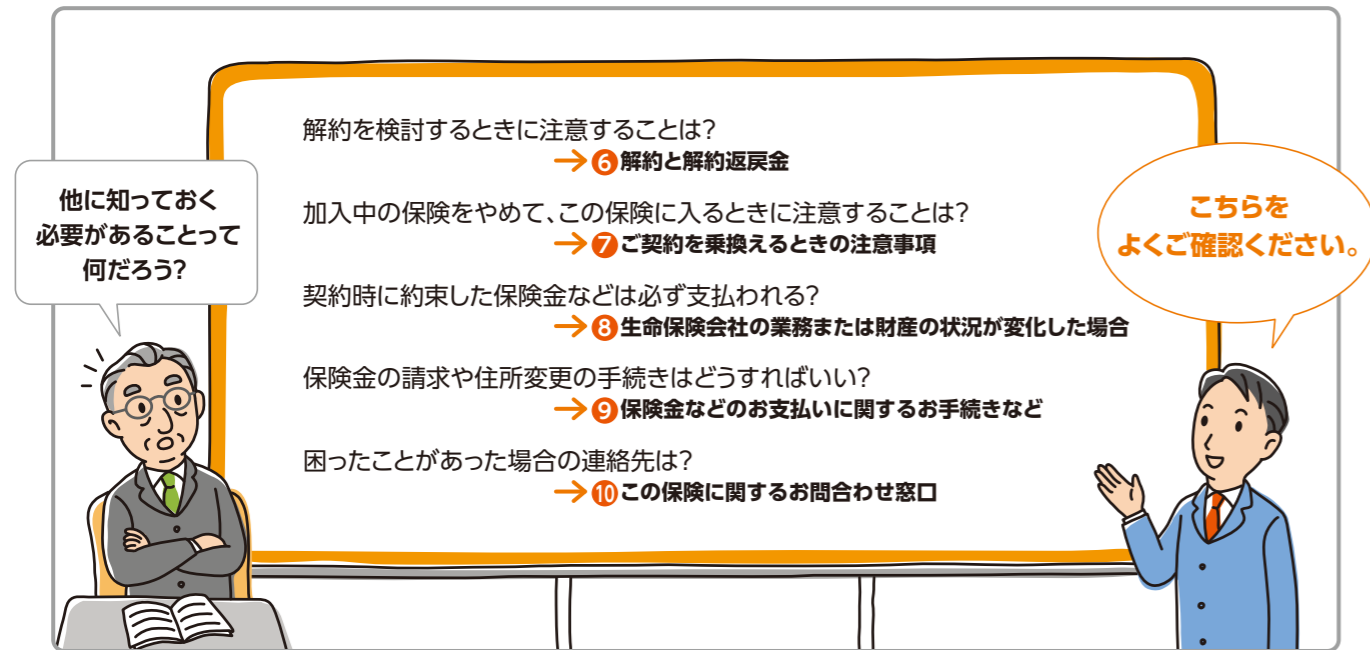 他に知っておく
必要があることって
何だろう?
解約を検討するときに注意することは?
→❻解約と解約返戻金
加入中の保険をやめて、この保険に入るときに注意することは?
→❼ご契約を乗換えるときの注意事項
契約時に約束した保険金などは必ず支払われる?
→❽生命保険会社の業務または財産の状況が変化した場合
保険金の請求や住所変更の手続きはどうすればいい?
→❾保険金などのお支払いに関するお手続きなど
困ったことがあった場合の連絡先は?
→❿この保険に関するお問合わせ窓口
こちらを
よくご確認ください。